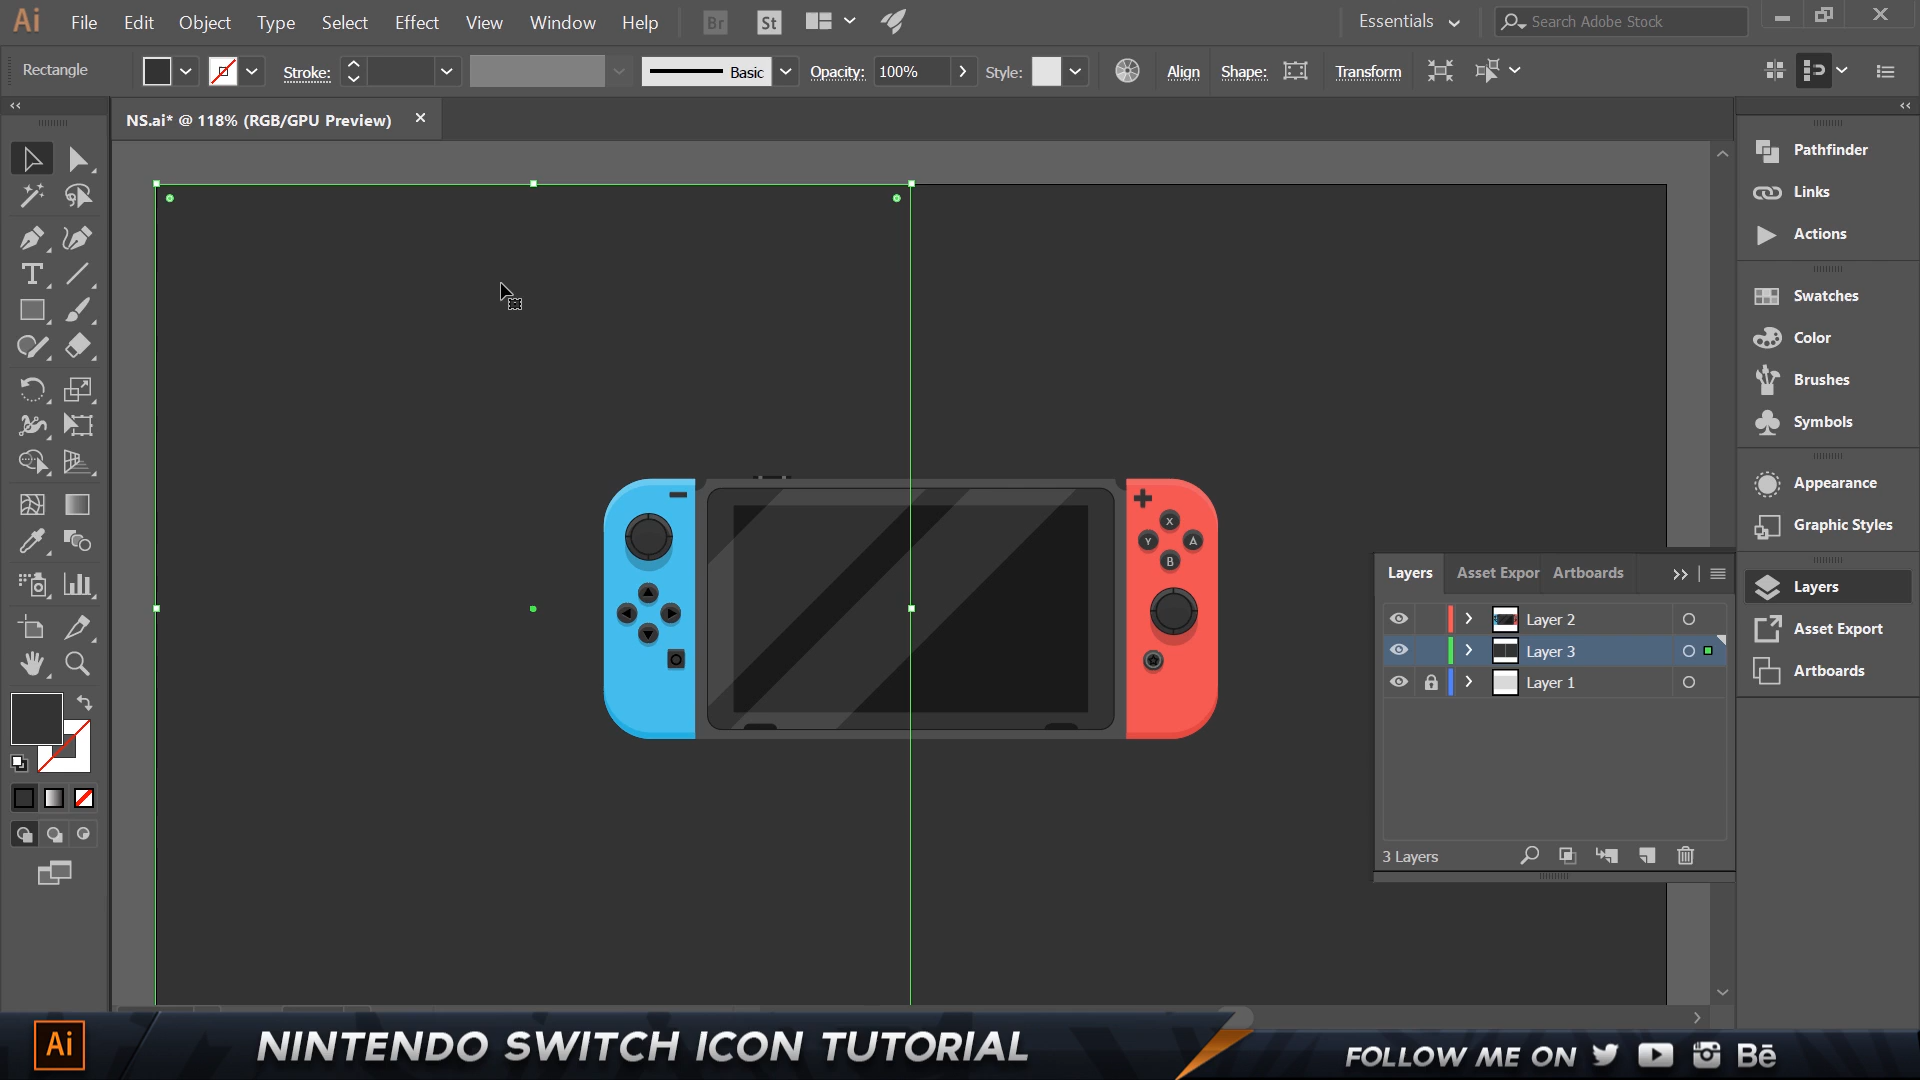 Ai File Edit Object Type Select Effect View Window Help Br St Essentials Search Adobe Stock
Rectangle Stroke: Basic Opacity: 100% Style: Align Shape: Transform
NS.ai* @ 118% (RGB/GPU Preview)
Pathfinder
Links
Actions
Swatches
Color
Brushes
Symbols
Appearance
Graphic Styles
Layers
Asset Export
Artboards
X
Y A
B
Layers Asset Expor Artboards
Layer 2
Layer 3
Layer 1
3 Layers
Ai NINTENDO SWITCH ICON TUTORIAL
FOLLOW ME ON Bē